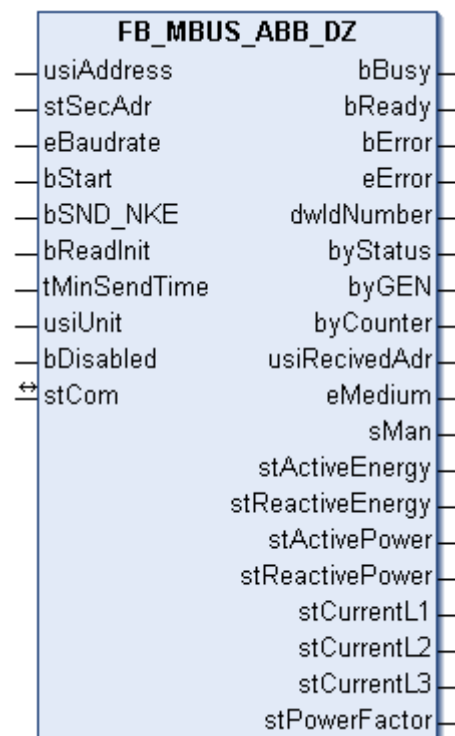 FB_MBUS_ABB_DZ
usiAddress bBusy
stSecAdr bReady
eBaudrate bError
bStart eError
bSND_NKE dwIdNumber
bReadInit byStatus
tMinSendTime byGEN
usiUnit byCounter
bDisabled usiRecivedAdr
stCom eMedium
sMan
stActiveEnergy
stReactiveEnergy
stActivePower
stReactivePower
stCurrentL1
stCurrentL2
stCurrentL3
stPowerFactor